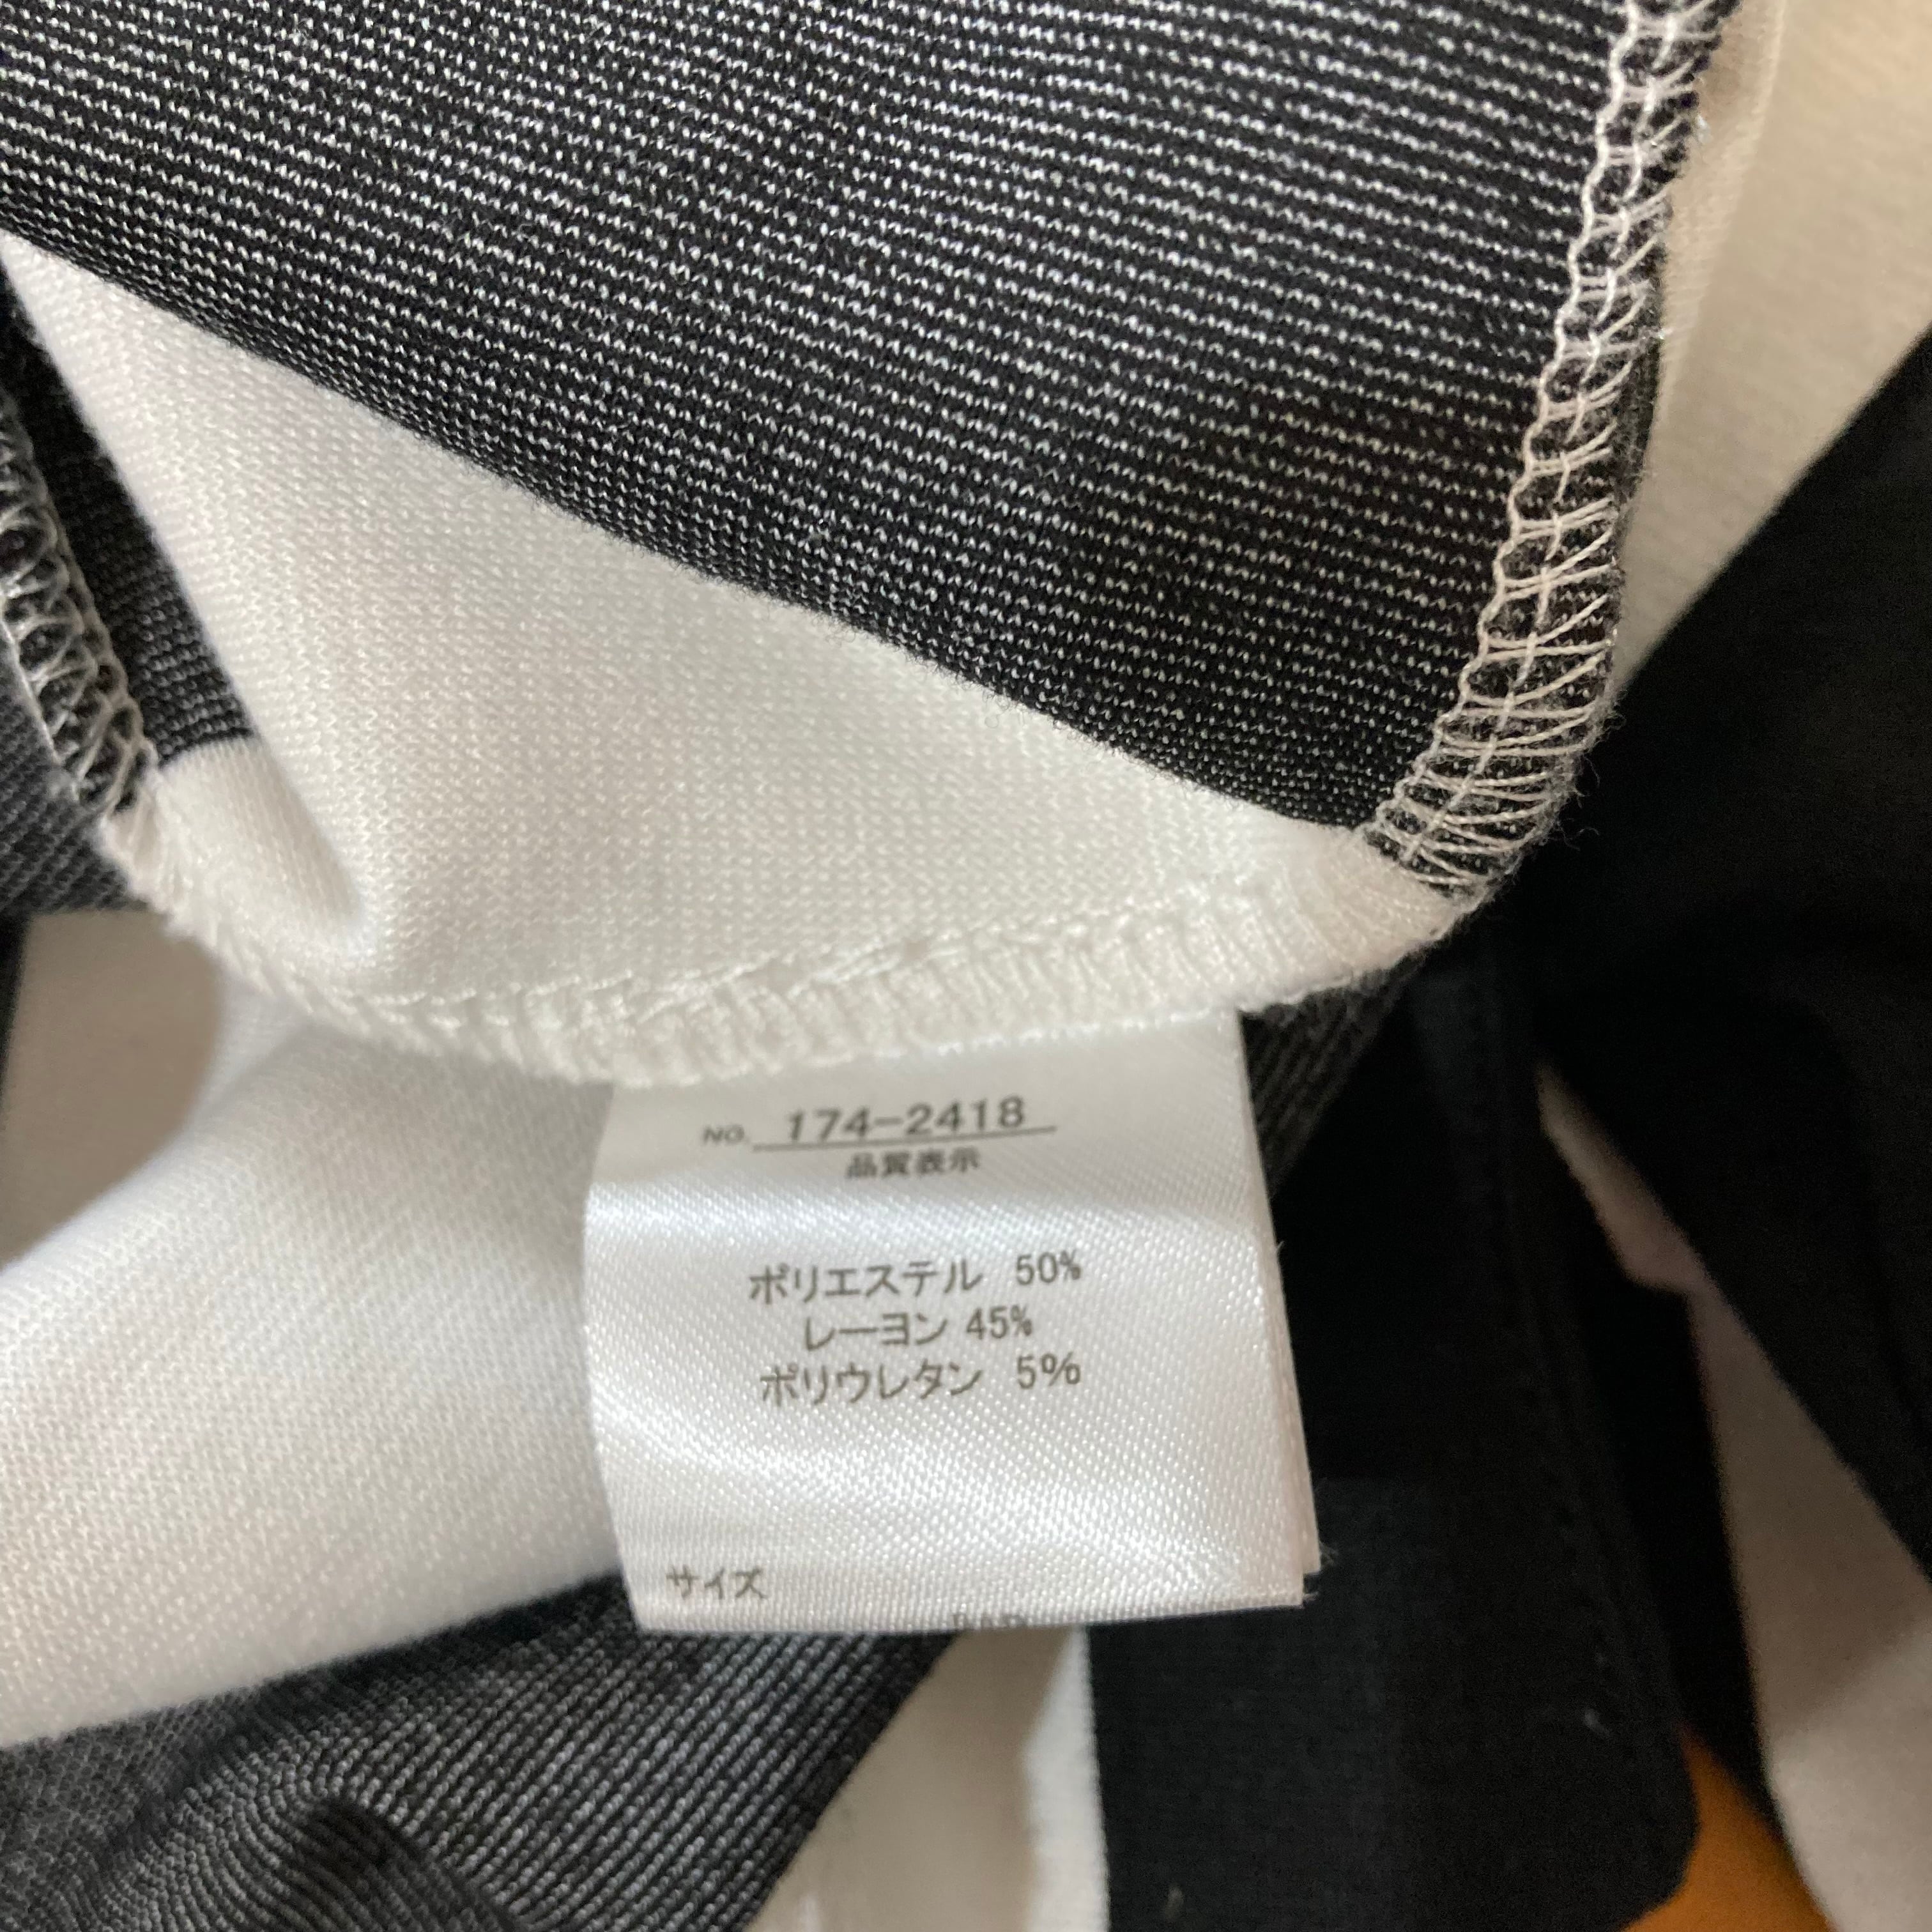 NO. 174-2418
品質表示
ポリエステル 50%
レーヨン 45%
ポリウレタン 5%
サイズ